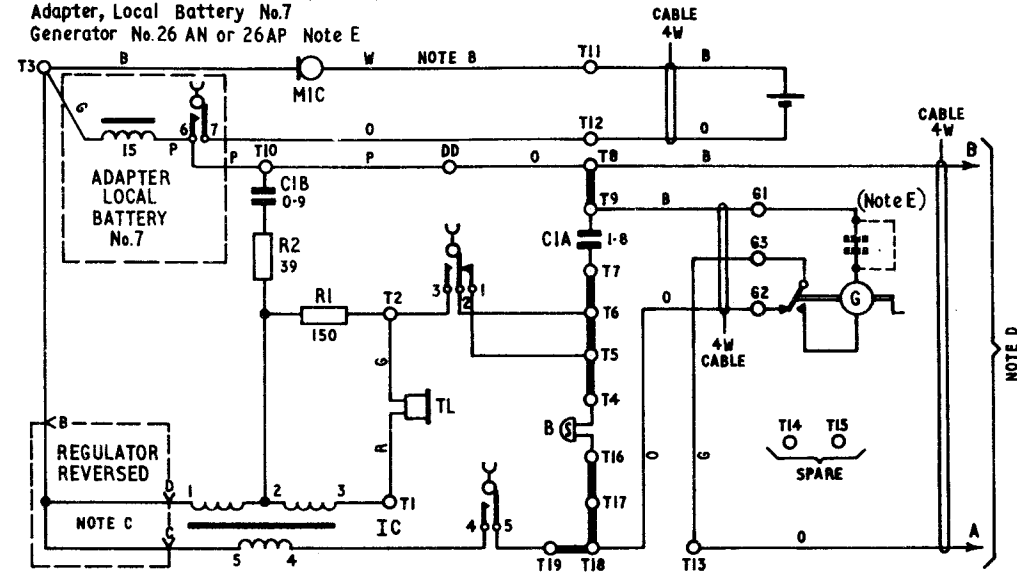 Adapter, Local Battery No.7
Generator No.26 AN or 26AP Note E
CABLE
4W
T3
B
MIC
W
NOTE 8
T11
B
G
6
7
O
T12
O
15
P
P
T10
P
DD
O
T8
B
CABLE
4W
B
ADAPTER
LOCAL
BATTERY
No.7
C1B
0·9
R2
39
T9
B
G1
(Note E)
C1A
1·8
G3
T7
G
3
2
1
R1
150
T2
T6
O
G2
4W
CABLE
T5
NOTE D
G
TL
R
T4
B
S
T14
T15
SPARE
T16
O
G
B
REGULATOR
REVERSED
NOTE C
D
C
1
2
3
T1
IC
T17
5
4
4
5
T19
T18
T13
O
A